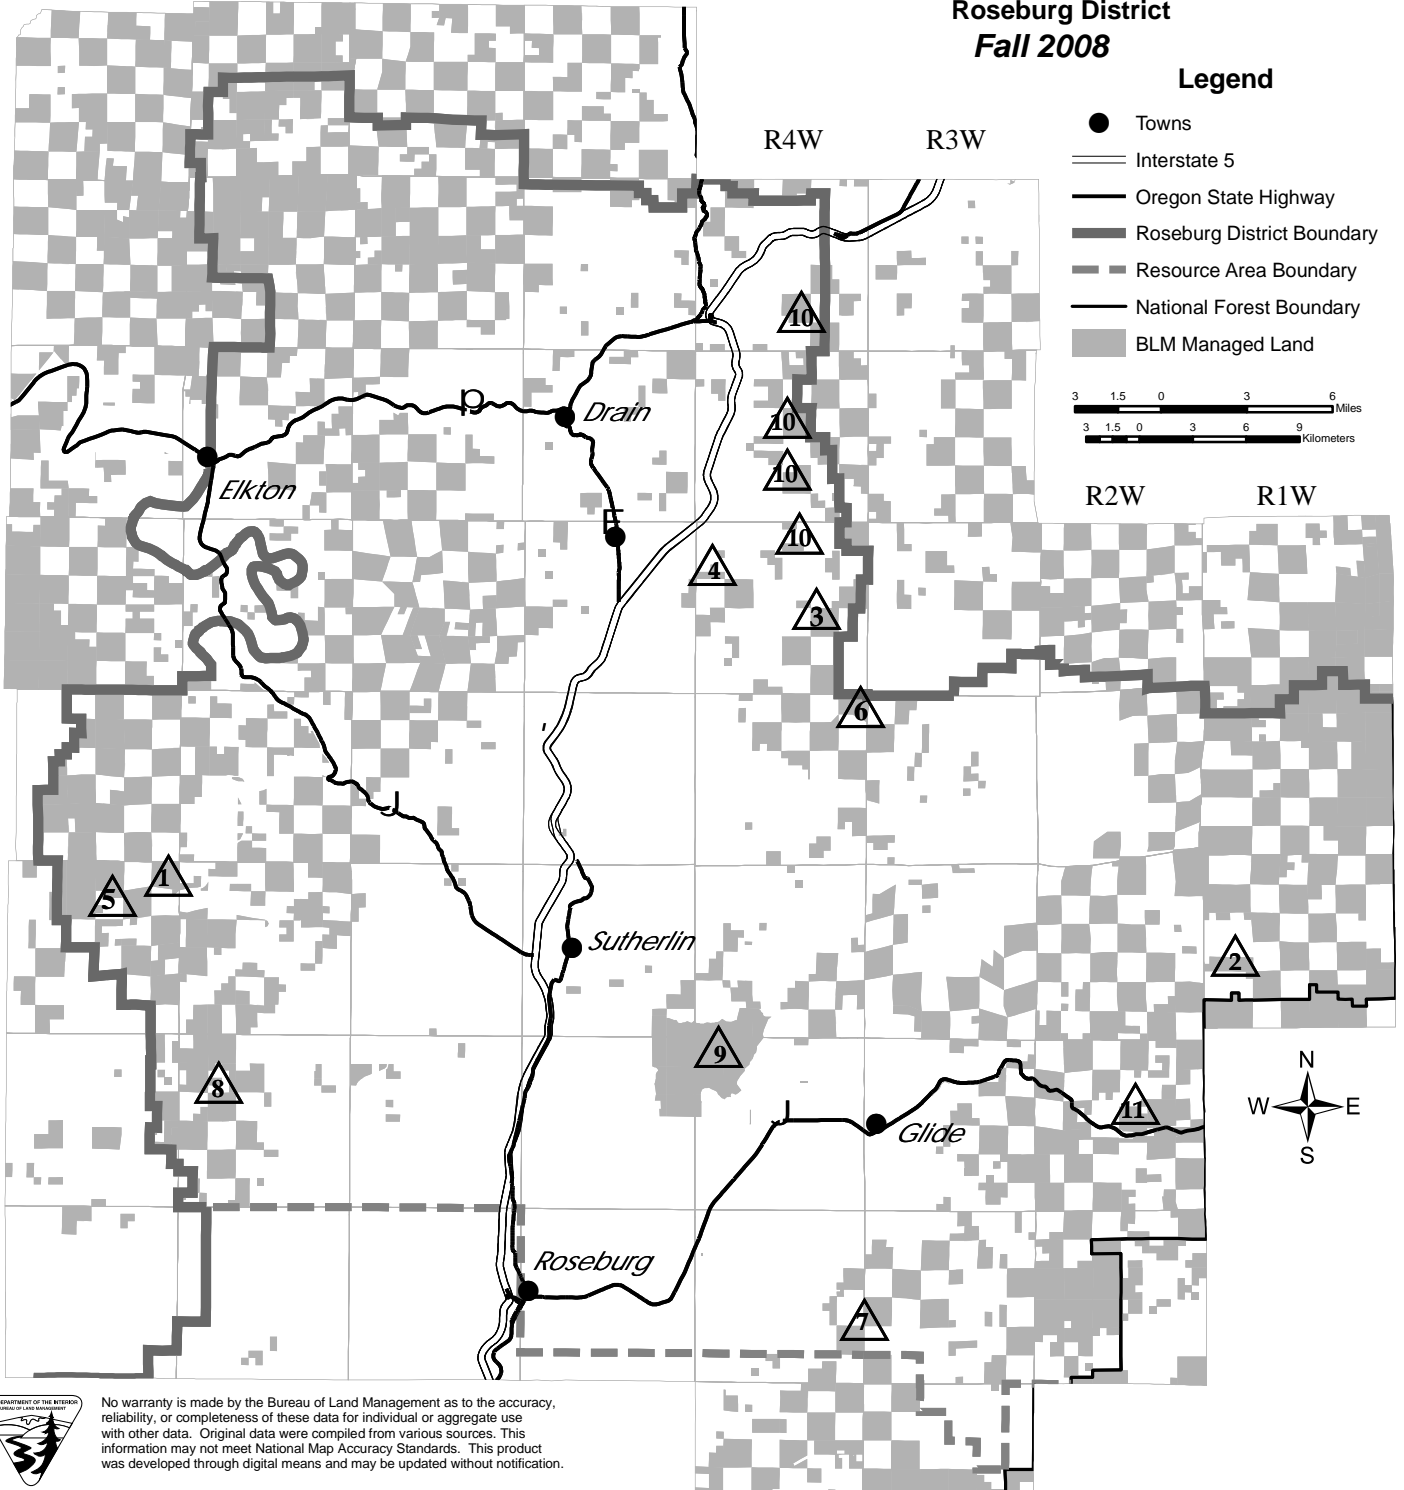 Roseburg District
Fall 2008
Legend
Towns
Interstate 5
Oregon State Highway
Roseburg District Boundary
Resource Area Boundary
National Forest Boundary
BLM Managed Land
3 1.5 0 3 6
Miles
3 1.5 0 3 6 9
Kilometers
R4W R3W
R2W R1W
10
Drain
10
Elkton
10
10
4
3
6
1
5
Sutherlin
2
9
8
11
Glide
N
W E
S
Roseburg
7
No warranty is made by the Bureau of Land Management as to the accuracy,
reliability, or completeness of these data for individual or aggregate use
with other data. Original data were compiled from various sources. This
information may not meet National Map Accuracy Standards. This product
was developed through digital means and may be updated without notification.